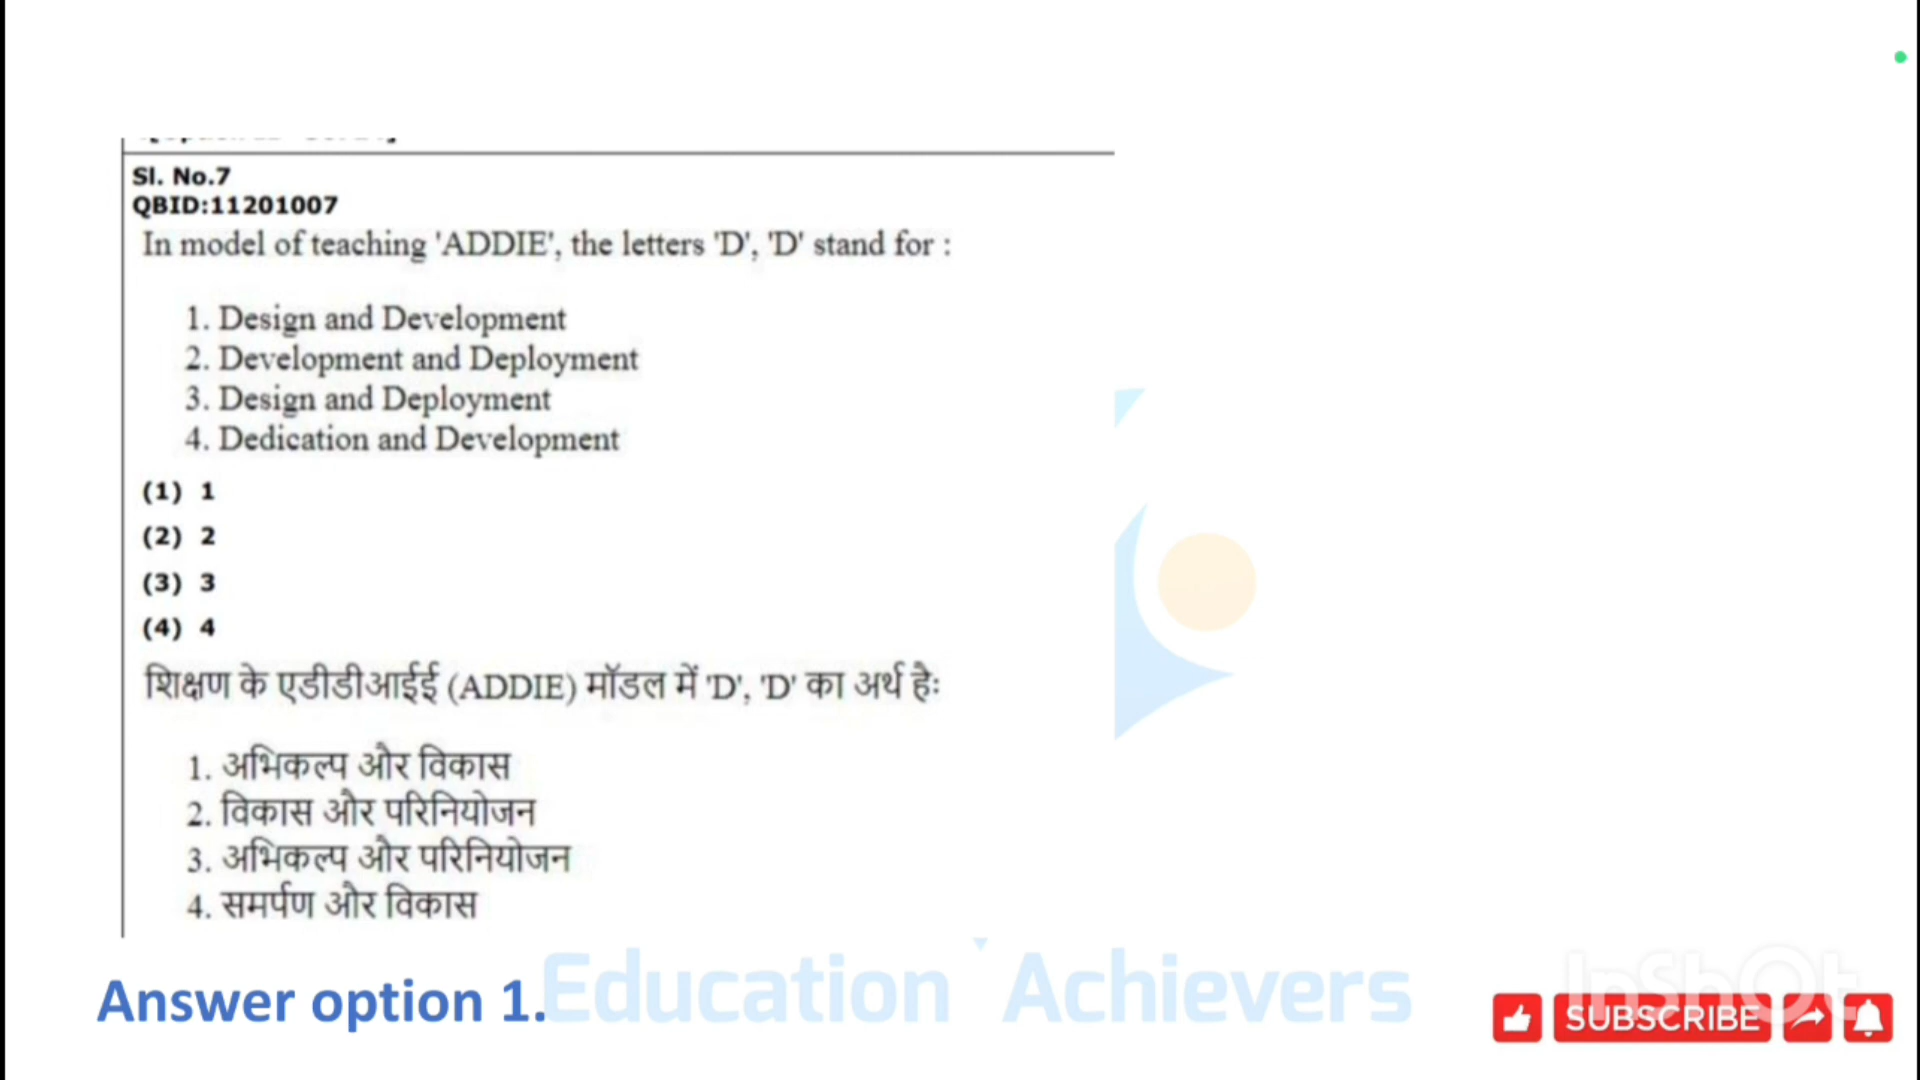 Sl. No.7
QBID:11201007
In model of teaching 'ADDIE', the letters 'D', 'D' stand for :
1. Design and Development
2. Development and Deployment
3. Design and Deployment
4. Dedication and Development
(1) 1
(2) 2
(3) 3
(4) 4
शिक्षण के एडीडीआईई (ADDIE) मॉडल में 'D', 'D' का अर्थ हैः
1. अभिकल्प और विकास
2. विकास और परिनियोजन
3. अभिकल्प और परिनियोजन
4. समर्पण और विकास
Answer option 1.
Education Achievers
InShOt
SUBSCRIBE